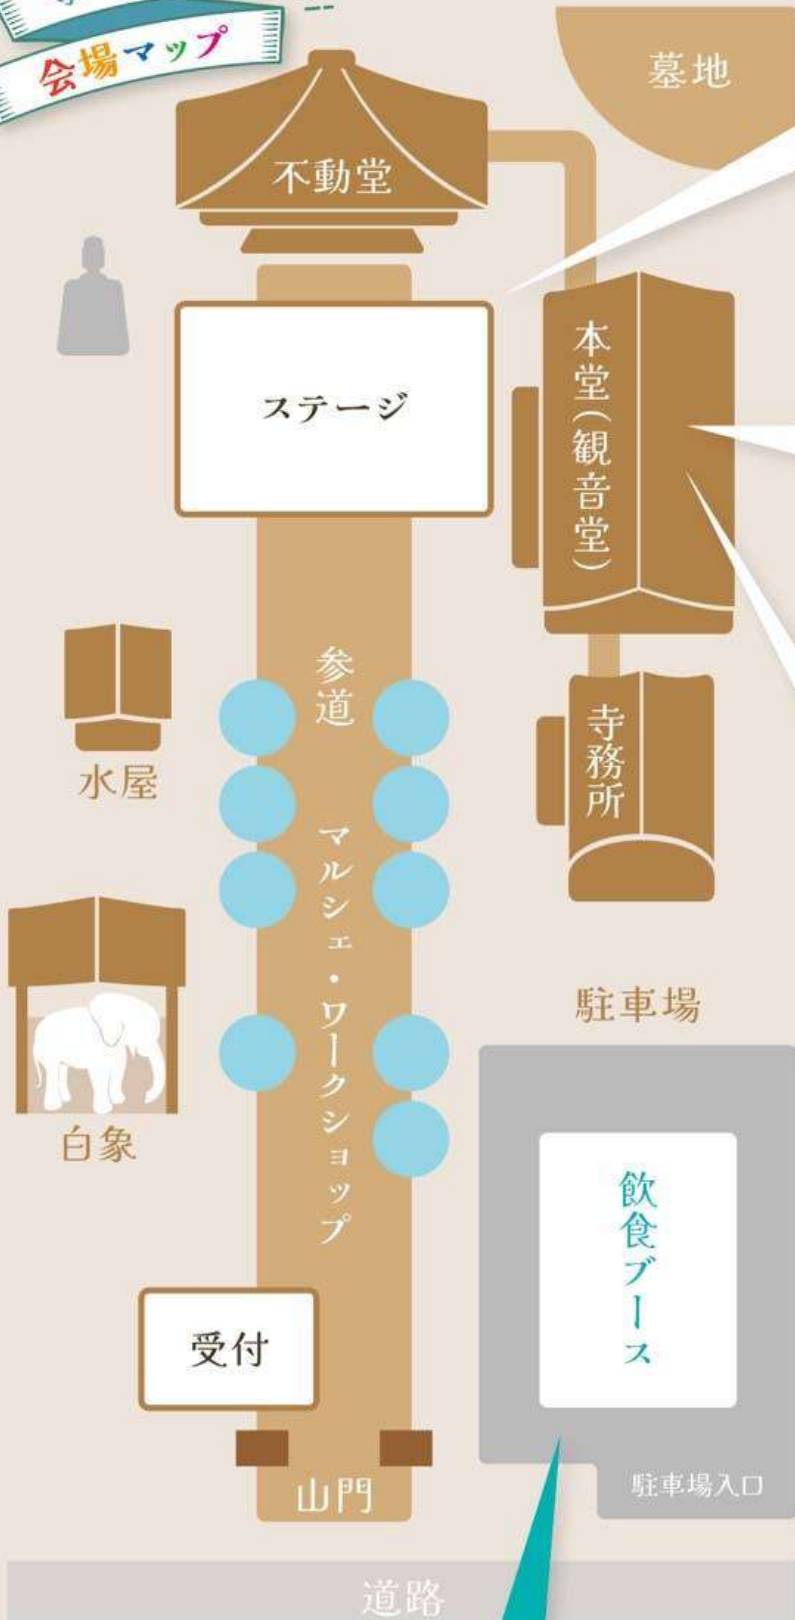 会場マップ
墓地
不動堂
本堂(観音堂)
ステージ
参道
寺務所
水屋
マルシェ・ワークショップ
駐車場
白象
飲食ブース
受付
駐車場入口
山門
道路